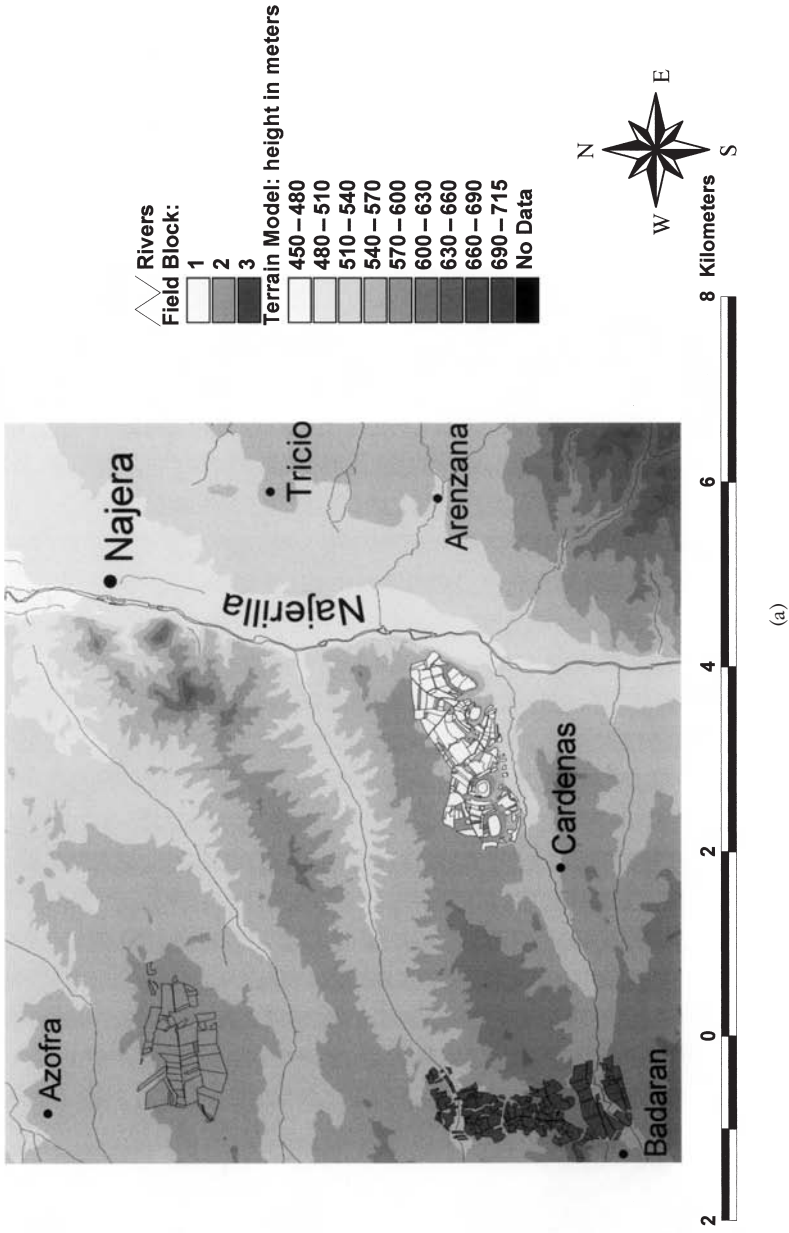 Rivers
Field Block:
1
2
3
Terrain Model: height in meters
450–480
480–510
510–540
540–570
570–600
600–630
630–660
660–690
690–715
No Data
N
E
S
W
Azofra
Najera
Tricio
Najerilla
Arenzana
Cardenas
Badaran
2
0
2
4
6
8
Kilometers
(a)